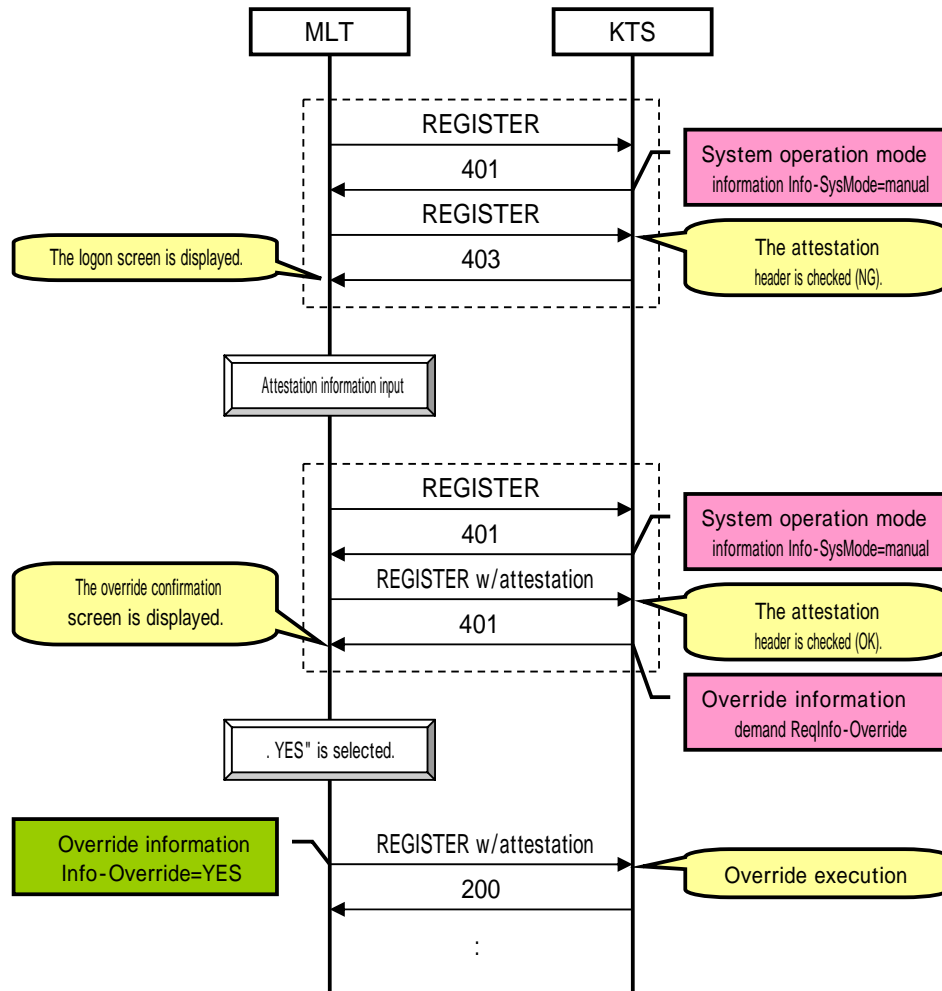 MLT
KTS
REGISTER
401
System operation mode
information Info-SysMode=manual
REGISTER
The attestation
header is checked (NG).
The logon screen is displayed.
403
Attestation information input
REGISTER
401
System operation mode
information Info-SysMode=manual
REGISTER w/attestation
The override confirmation
screen is displayed.
The attestation
header is checked (OK).
401
Override information
demand ReqInfo-Override
. YES" is selected.
Override information
Info-Override=YES
REGISTER w/attestation
Override execution
200
: